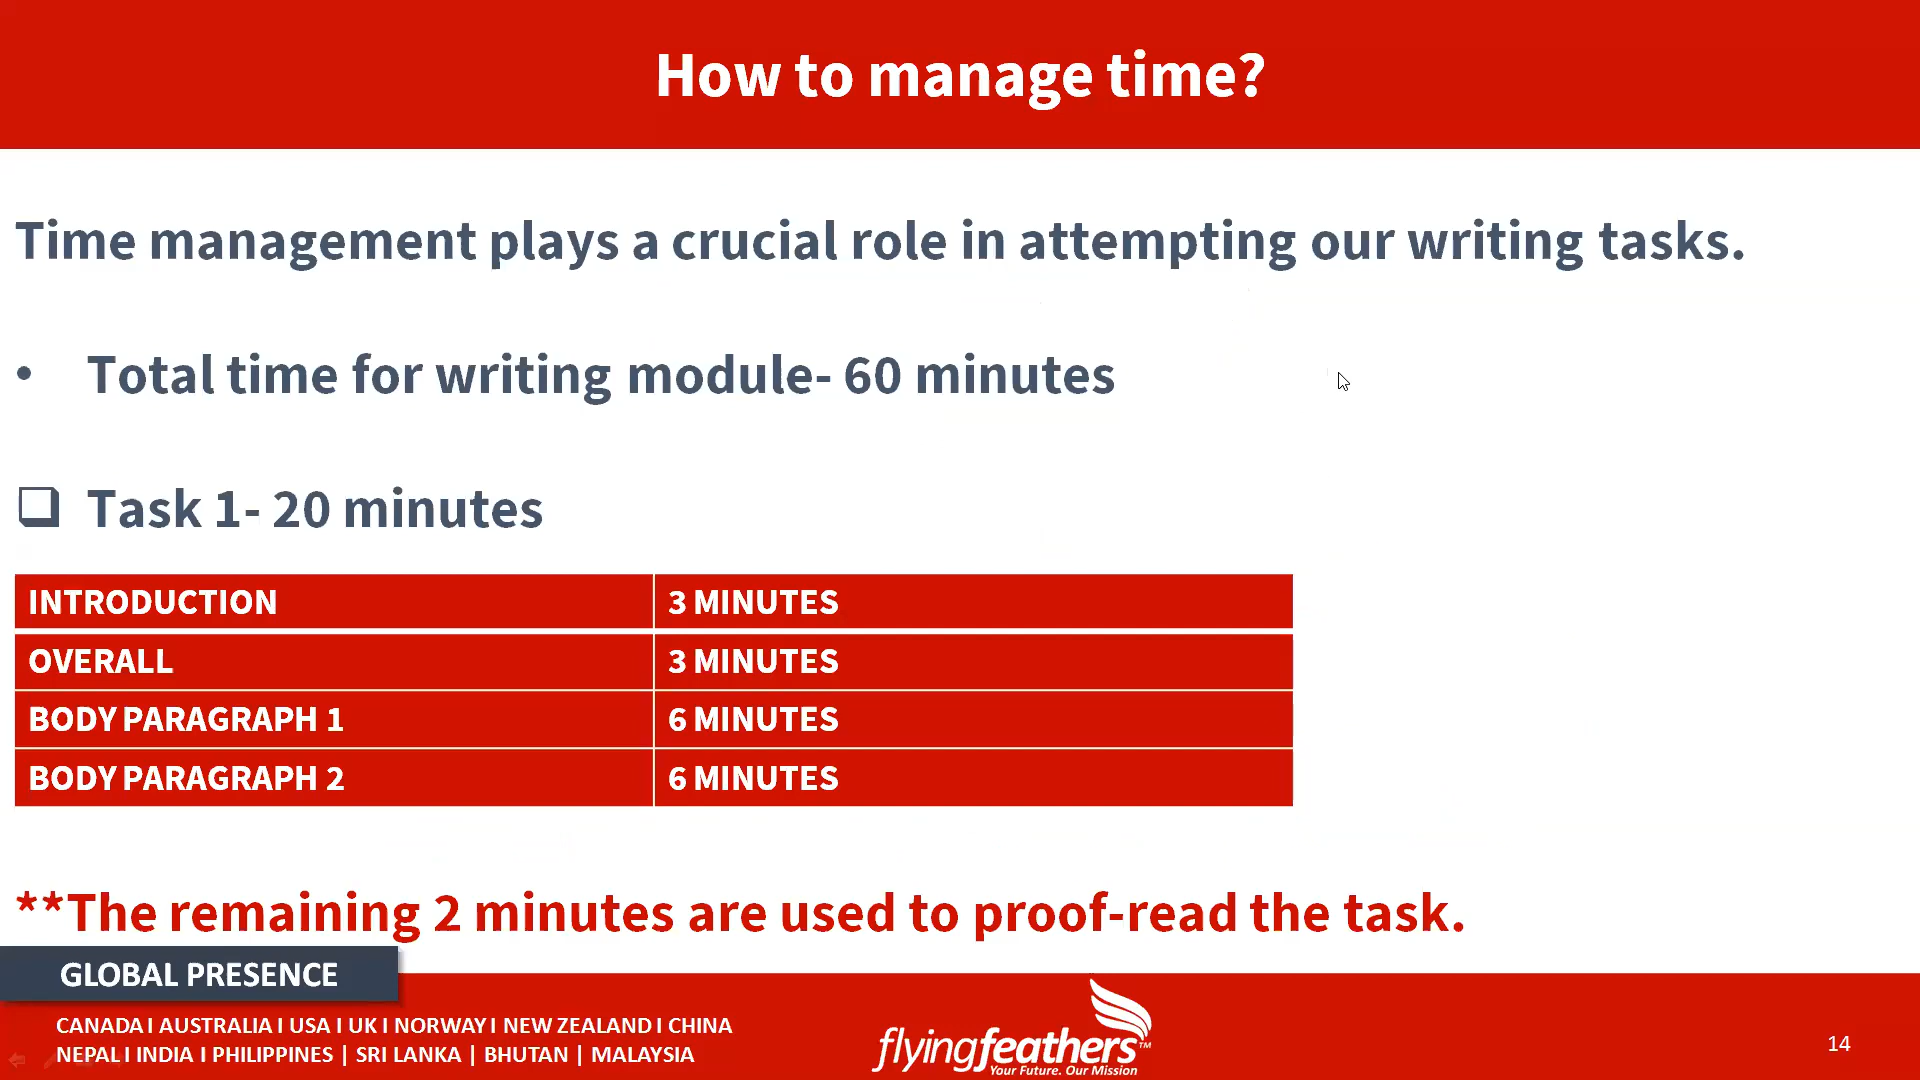 How to manage time?
Time management plays a crucial role in attempting our writing tasks.
• Total time for writing module- 60 minutes
❑ Task 1- 20 minutes
INTRODUCTION 3 MINUTES
OVERALL 3 MINUTES
BODY PARAGRAPH 1 6 MINUTES
BODY PARAGRAPH 2 6 MINUTES
**The remaining 2 minutes are used to proof-read the task.
GLOBAL PRESENCE
CANADA I AUSTRALIA I USA I UK I NORWAY I NEW ZEALAND I CHINA
NEPAL I INDIA I PHILIPPINES | SRI LANKA | BHUTAN | MALAYSIA
flyingfeathers™
Your Future. Our Mission
14